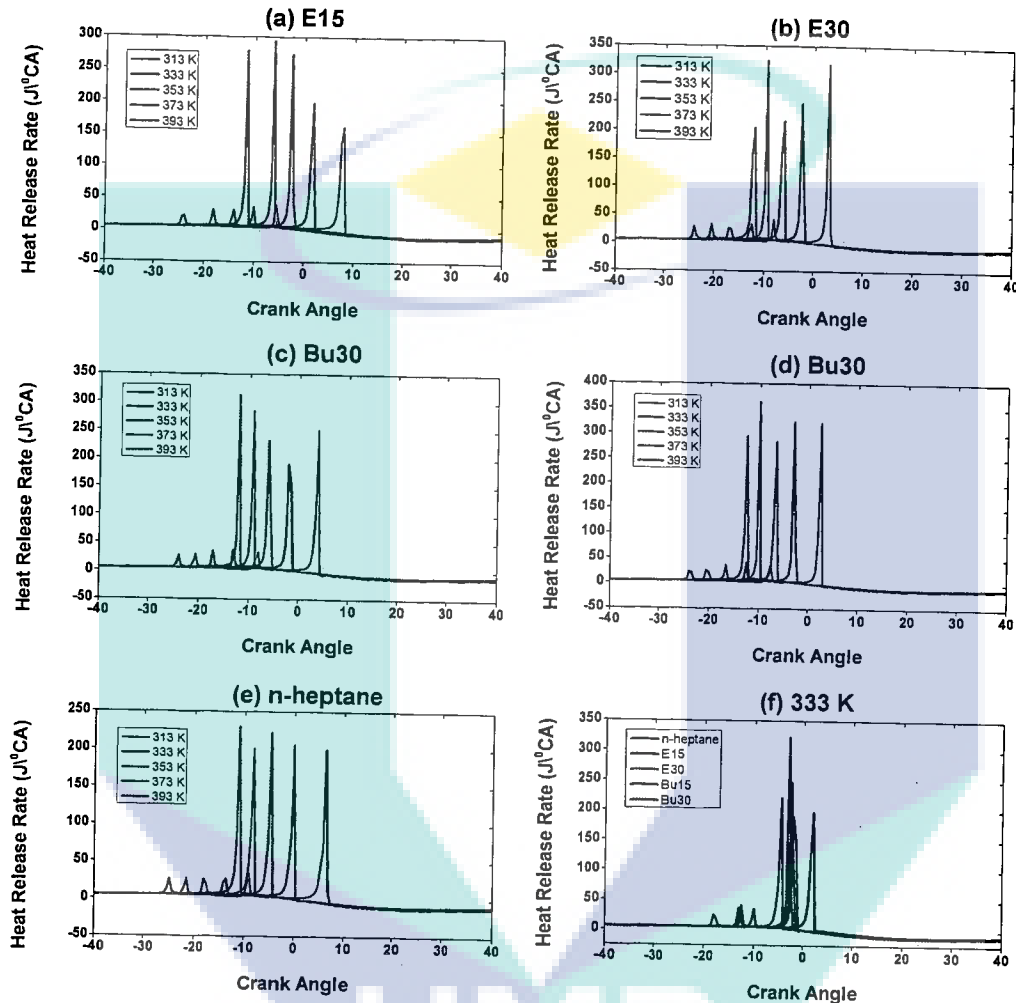 (a) E15
Heat Release Rate (J\⁰CA)
300
250
200
150
100
50
0
-50
313 K
333 K
353 K
373 K
393 K
-40 -30 -20 -10 0 10 20 30 40
Crank Angle
(b) E30
Heat Release Rate (J\⁰CA)
350
300
250
200
150
100
50
0
-50
313 K
333 K
353 K
373 K
393 K
-40 -30 -20 -10 0 10 20 30 40
Crank Angle
(c) Bu30
Heat Release Rate (J\⁰CA)
350
300
250
200
150
100
50
0
-50
313 K
333 K
353 K
373 K
393 K
-40 -30 -20 -10 0 10 20 30 40
Crank Angle
(d) Bu30
Heat Release Rate (J\⁰CA)
400
350
300
250
200
150
100
50
0
-50
313 K
333 K
353 K
373 K
393 K
-40 -30 -20 -10 0 10 20 30 40
Crank Angle
(e) n-heptane
Heat Release Rate (J\⁰CA)
250
200
150
100
50
0
-50
313 K
333 K
353 K
373 K
393 K
-40 -30 -20 -10 0 10 20 30 40
Crank Angle
(f) 333 K
Heat Release Rate (J\⁰CA)
350
300
250
200
150
100
50
0
-50
n-heptane
E15
E30
Bu15
Bu30
-40 -30 -20 -10 0 10 20 30 40
Crank Angle